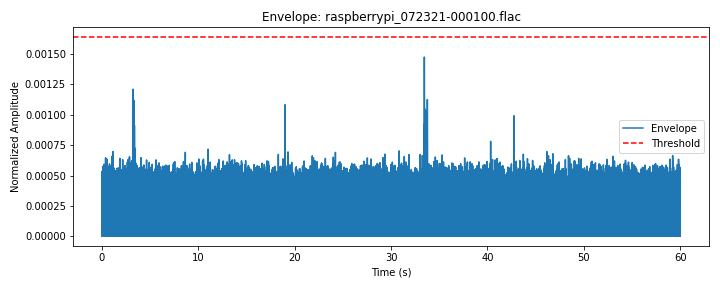 Envelope: raspberrypi_072321-000100.flac
0.00150
0.00125
0.00100
0.00075
0.00050
0.00025
0.00000
Normalized Amplitude
Envelope
Threshold
0 10 20 30 40 50 60
Time (s)